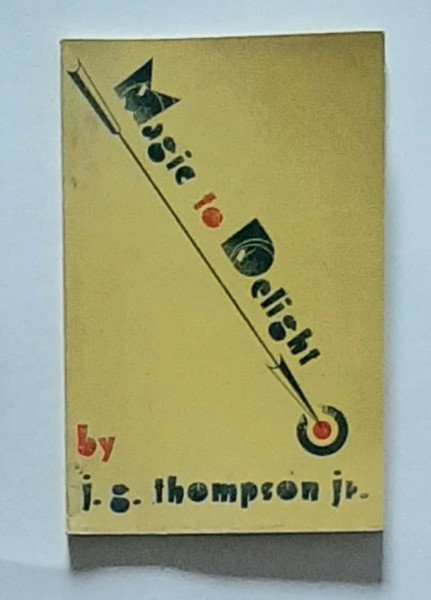 Magic to Delight
by
j. g. thompson jr.